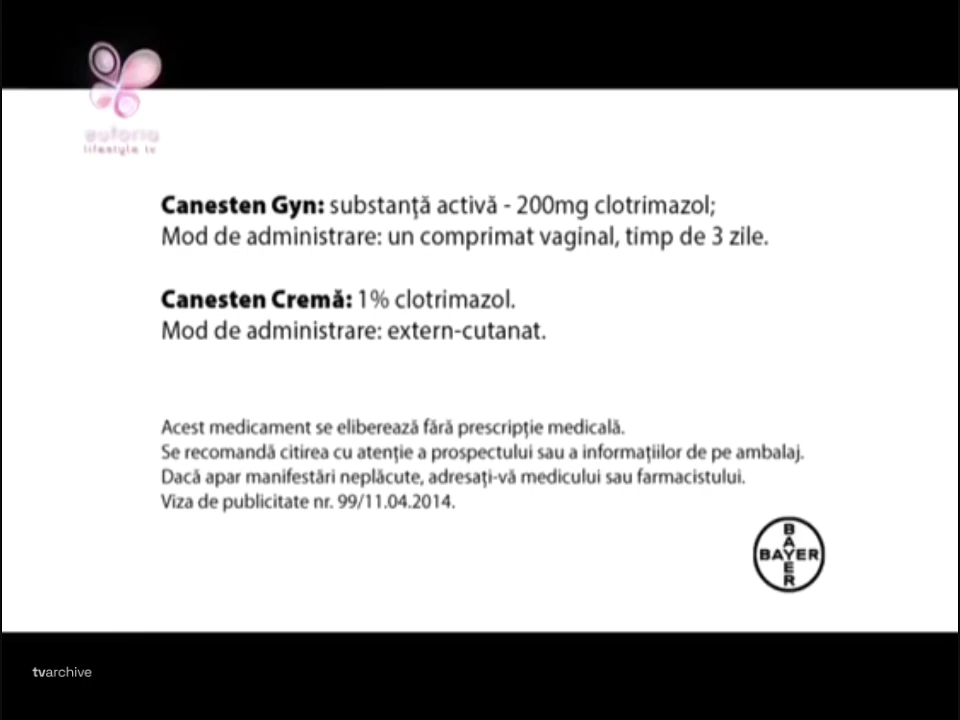 euforia
lifestyle tv
Canesten Gyn: substanță activă - 200mg clotrimazol;
Mod de administrare: un comprimat vaginal, timp de 3 zile.
Canesten Cremă: 1% clotrimazol.
Mod de administrare: extern-cutanat.
Acest medicament se eliberează fără prescripție medicală.
Se recomandă citirea cu atenție a prospectului sau a informațiilor de pe ambalaj.
Dacă apar manifestări neplăcute, adresați-vă medicului sau farmacistului.
Viza de publicitate nr. 99/11.04.2014.
BAYER
BAYER
tvarchive